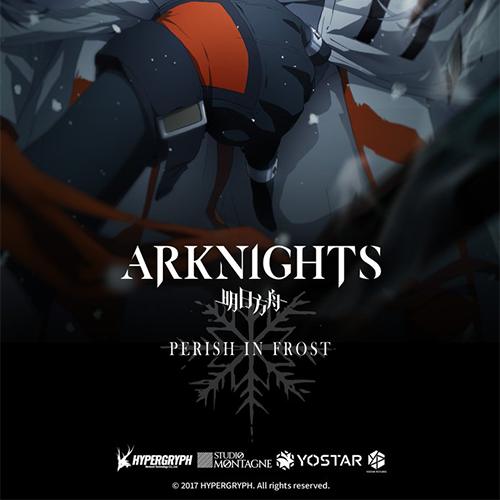 ARKNIGHTS
明日方舟
PERISH IN FROST
HYPERGRYPH STUDIO MONTAGNE YOSTAR
© 2017 HYPERGRYPH. All rights reserved.